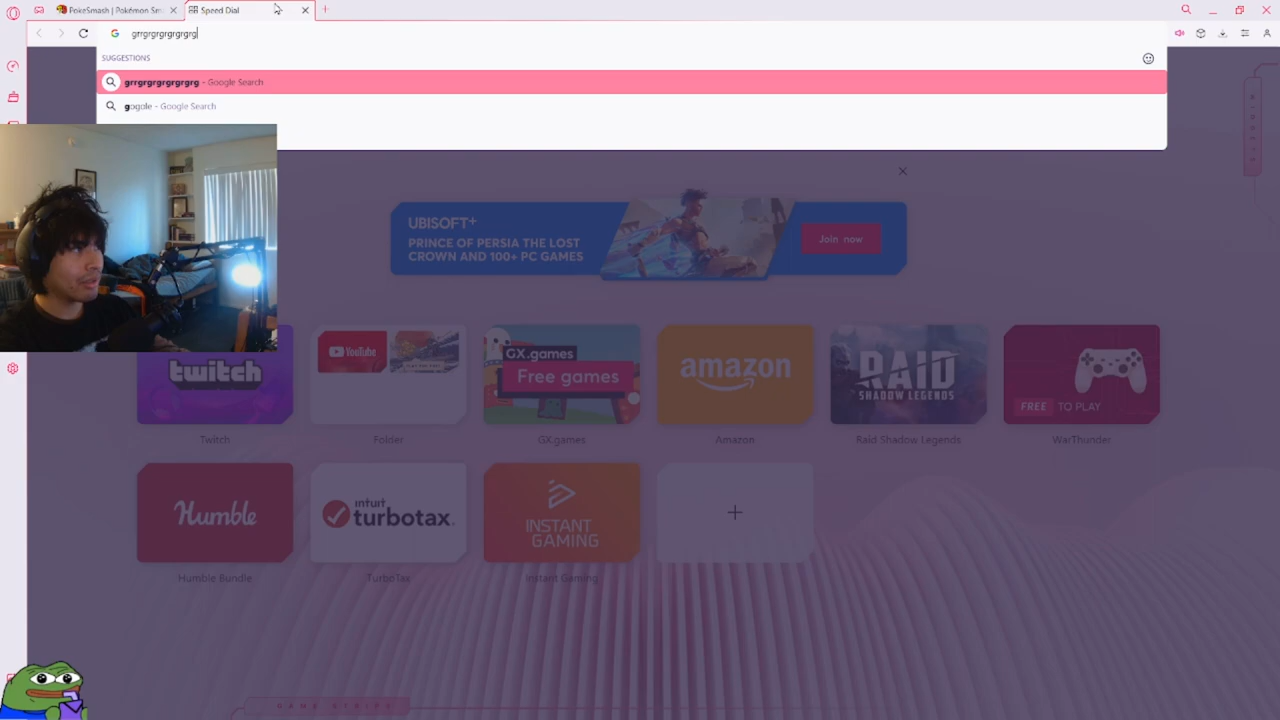 PokeSmash | Pokémon Se
Speed Dial
grrgrgrgrgrgrgrg
SUGGESTIONS
grrgrgrgrgrgrgrg - Google Search
gogole - Google Search
UBISOFT+
PRINCE OF PERSIA THE LOST
CROWN AND 100+ PC GAMES
Join now
twitch
YouTube
GX.games
Free games
amazon
RAID
SHADOW LEGENDS
FREE TO PLAY
Twitch
Folder
GX.games
Amazon
Raid Shadow Legends
WarThunder
Humble
intuit
turbotax.
INSTANT
GAMING
Humble Bundle
TurboTax
Instant Gaming